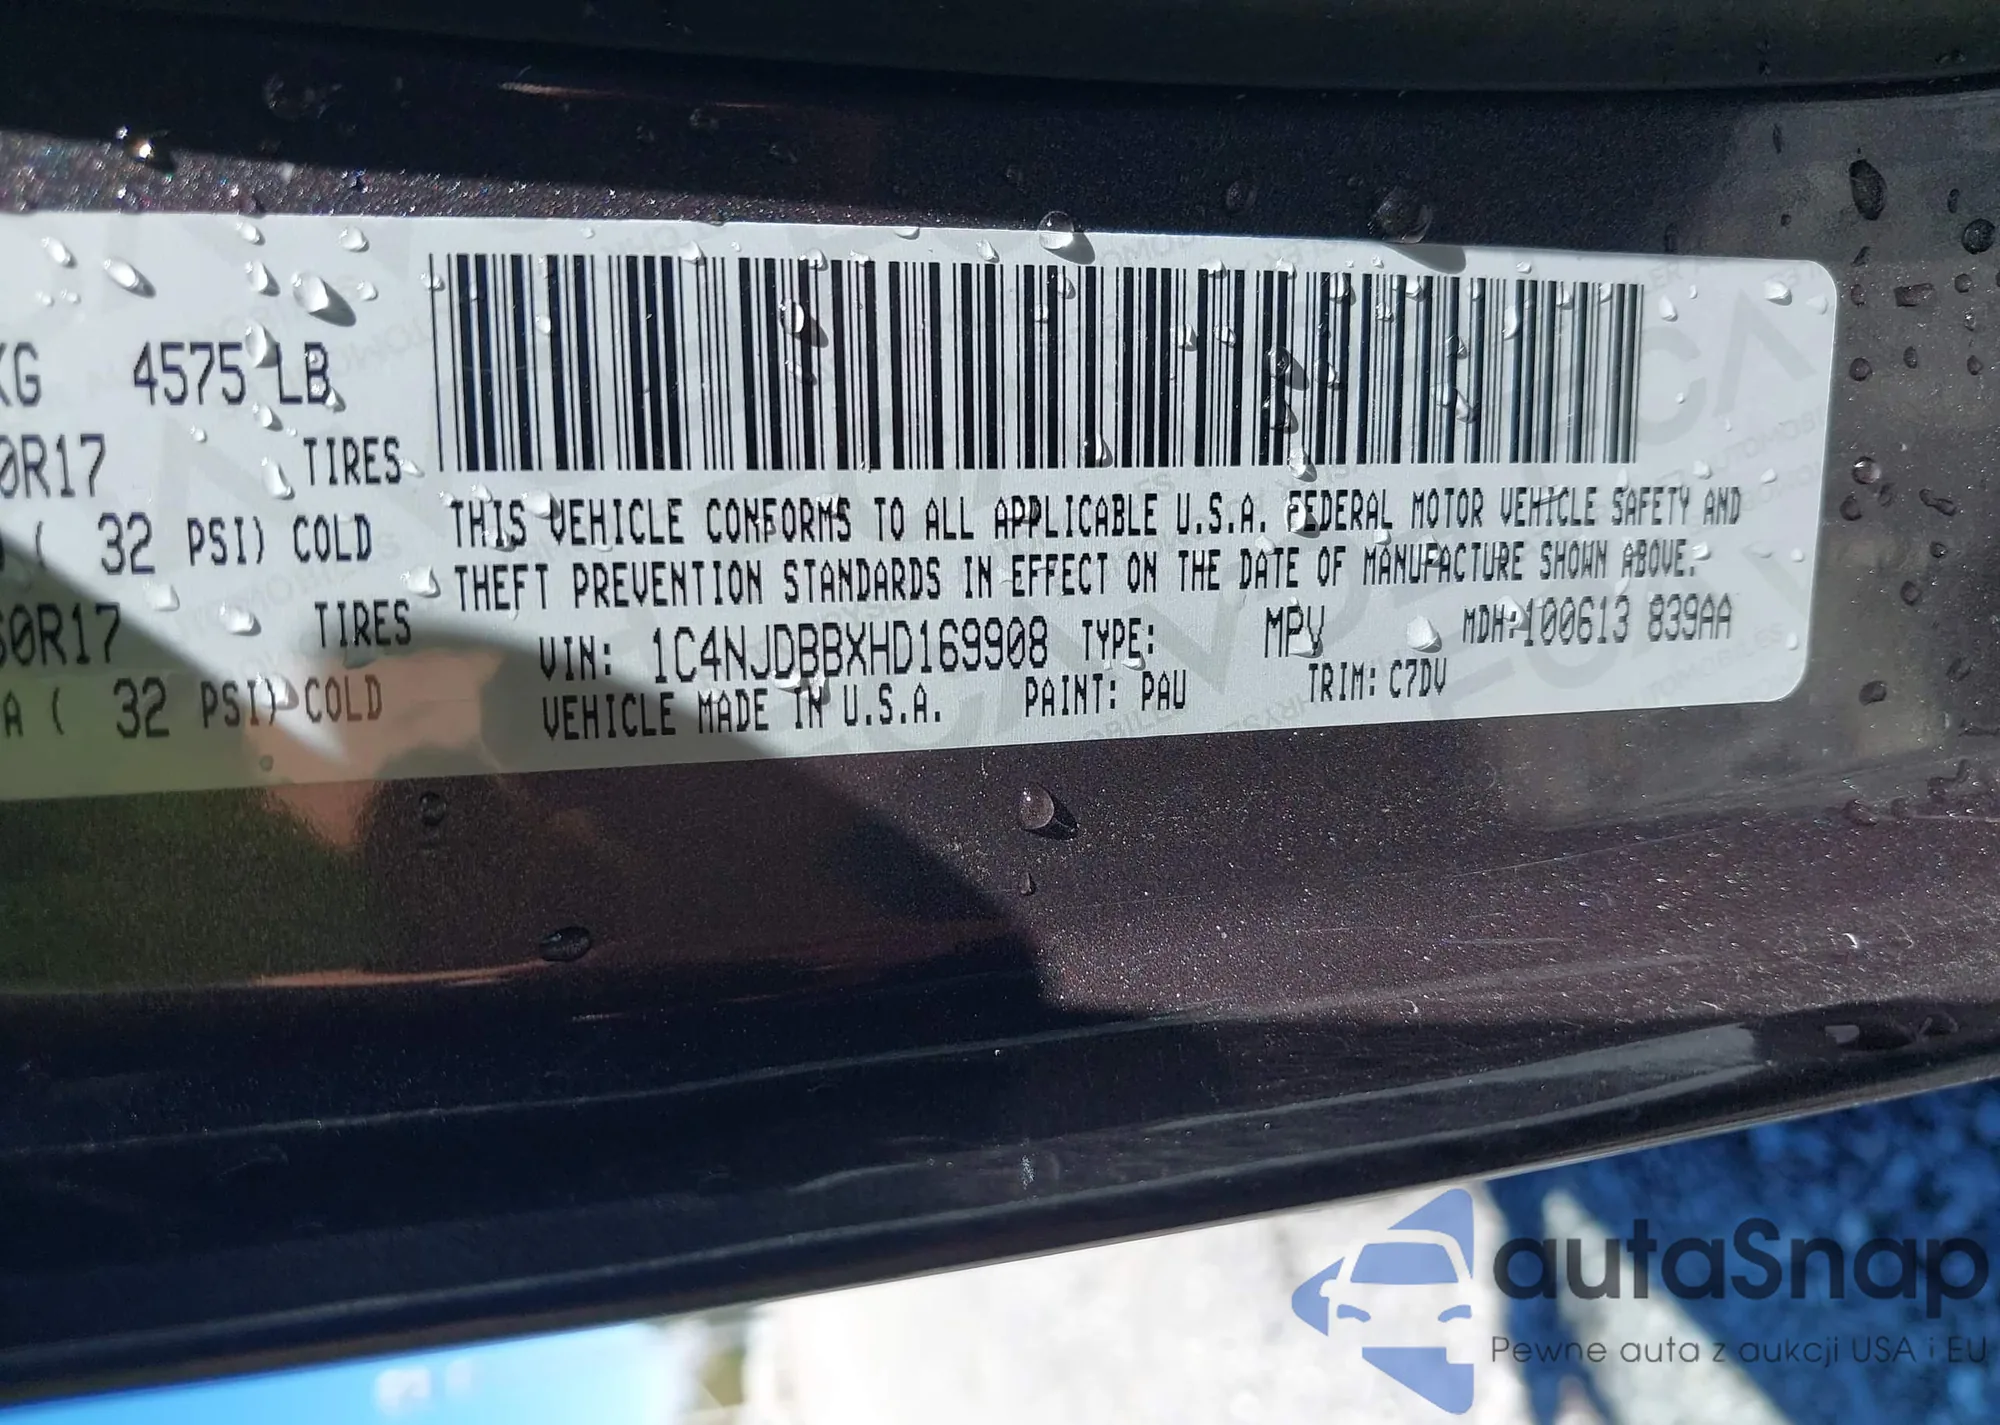 KG 4575 LB
0R17 TIRES
( 32 PSI) COLD
60R17 TIRES
A ( 32 PSI) COLD
THIS VEHICLE CONFORMS TO ALL APPLICABLE U.S.A. FEDERAL MOTOR VEHICLE SAFETY AND
THEFT PREVENTION STANDARDS IN EFFECT ON THE DATE OF MANUFACTURE SHOWN ABOVE.
VIN: 1C4NJDBBXHD169908 TYPE: MPV MDH:100613 839AA
VEHICLE MADE IN U.S.A. PAINT: PAU TRIM: C7DV
autaSnap
Pewne auta z aukcji USA i EU